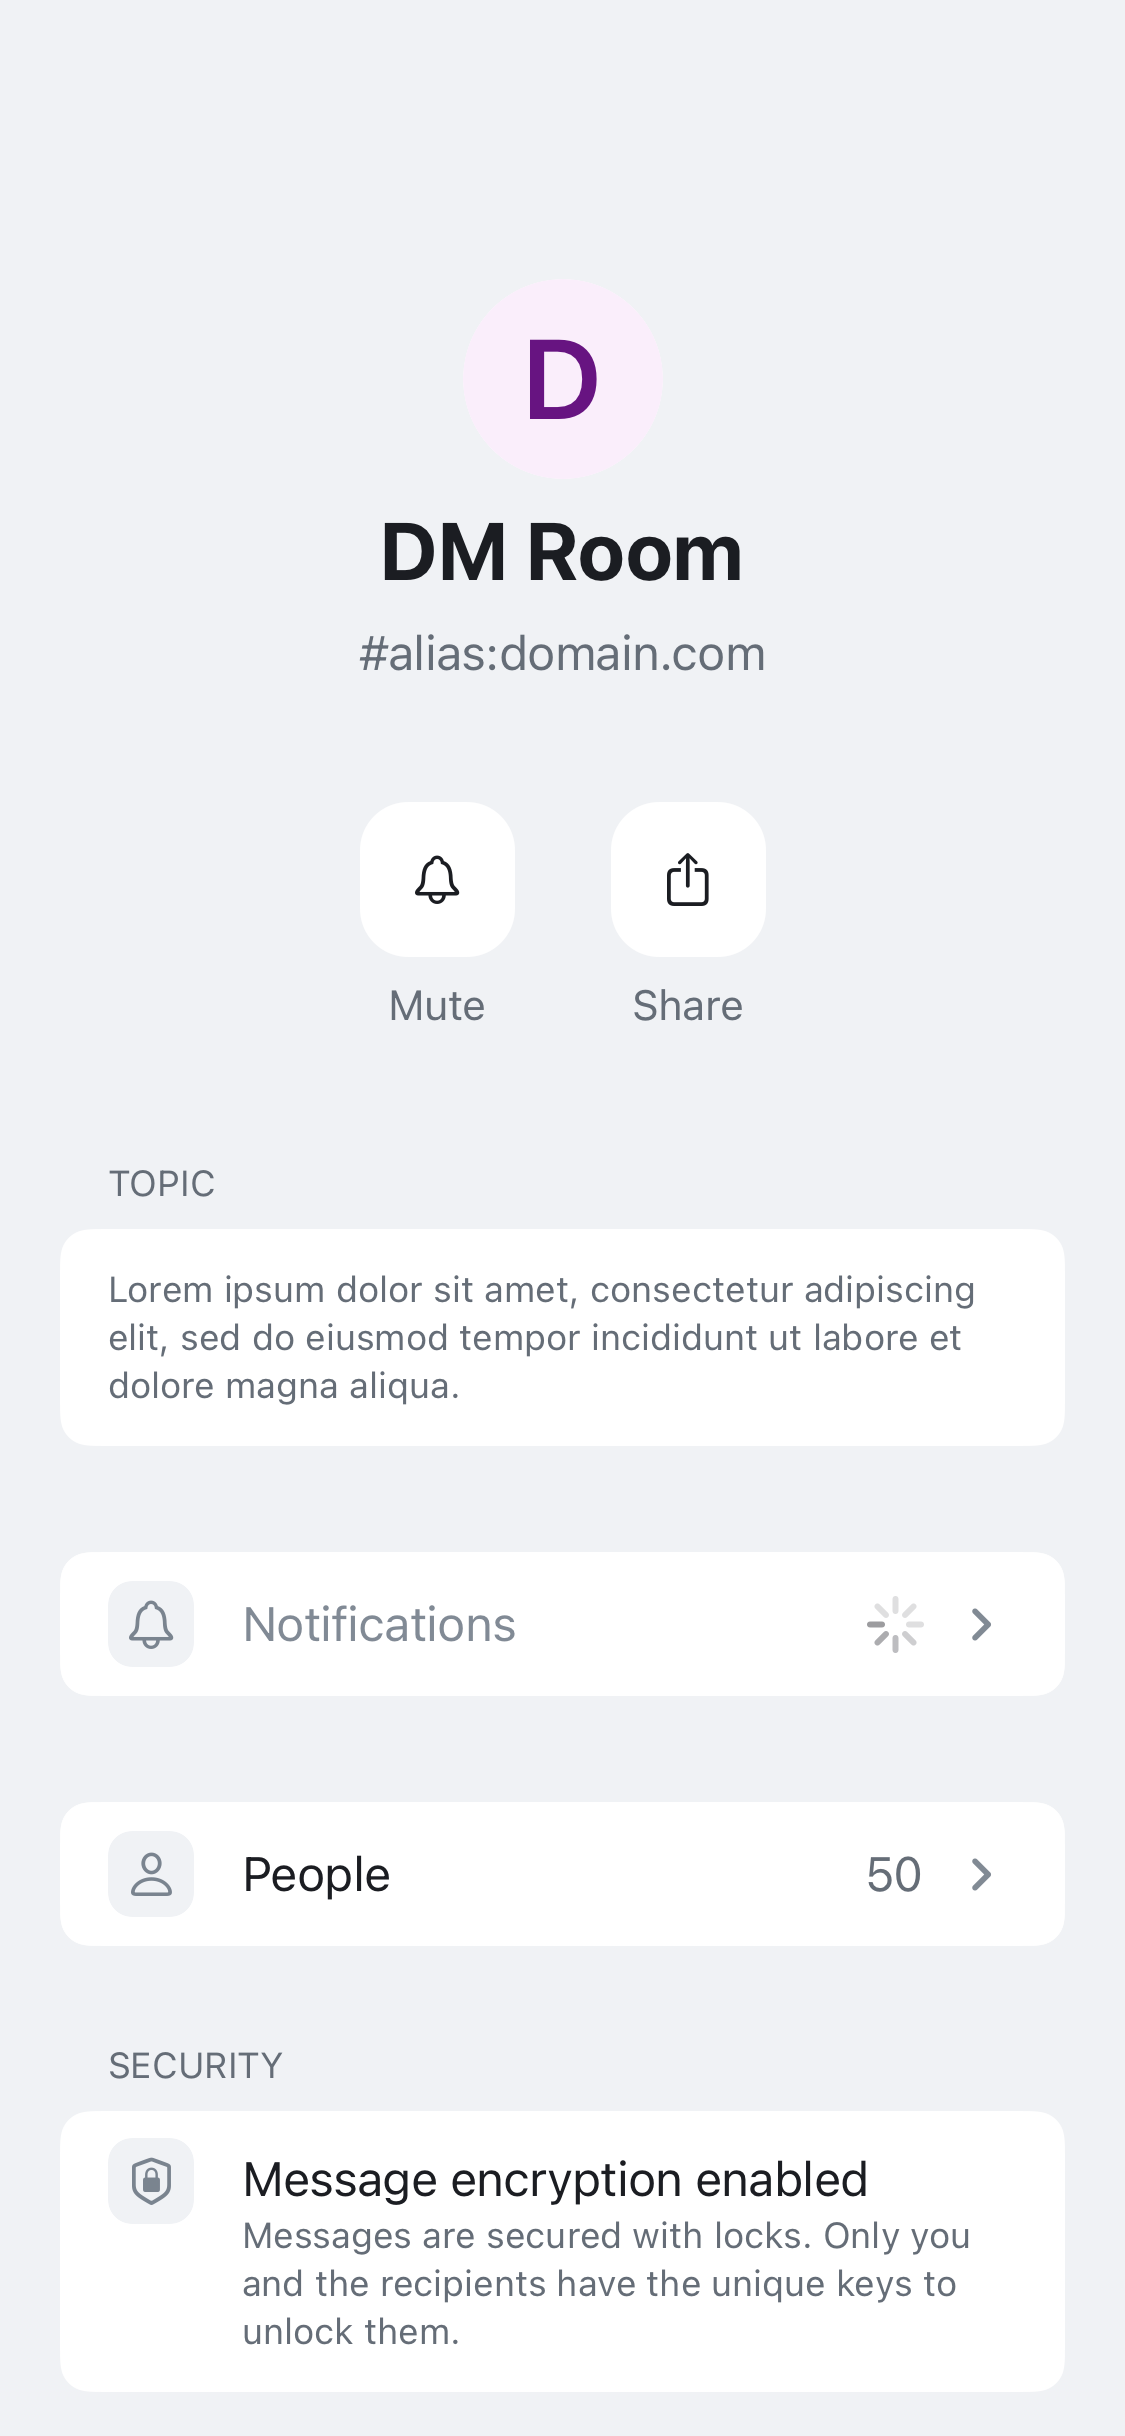 D
DM Room
#alias:domain.com
Mute
Share
TOPIC
Lorem ipsum dolor sit amet, consectetur adipiscing
elit, sed do eiusmod tempor incididunt ut labore et
dolore magna aliqua.
Notifications
People
50
SECURITY
Message encryption enabled
Messages are secured with locks. Only you
and the recipients have the unique keys to
unlock them.